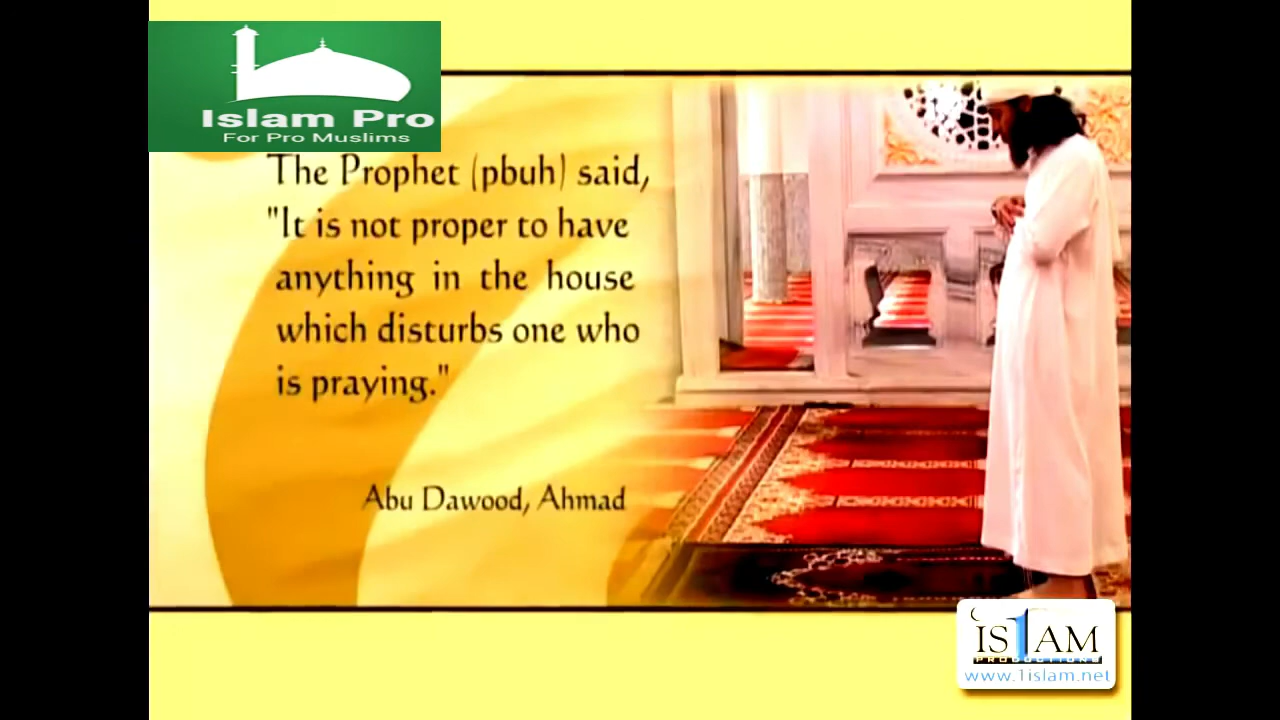 Islam Pro
For Pro Muslims
The Prophet (pbuh) said,
"It is not proper to have
anything in the house
which disturbs one who
is praying."
Abu Dawood, Ahmad
IS1AM
PRODUCTIONS
www.1islam.net